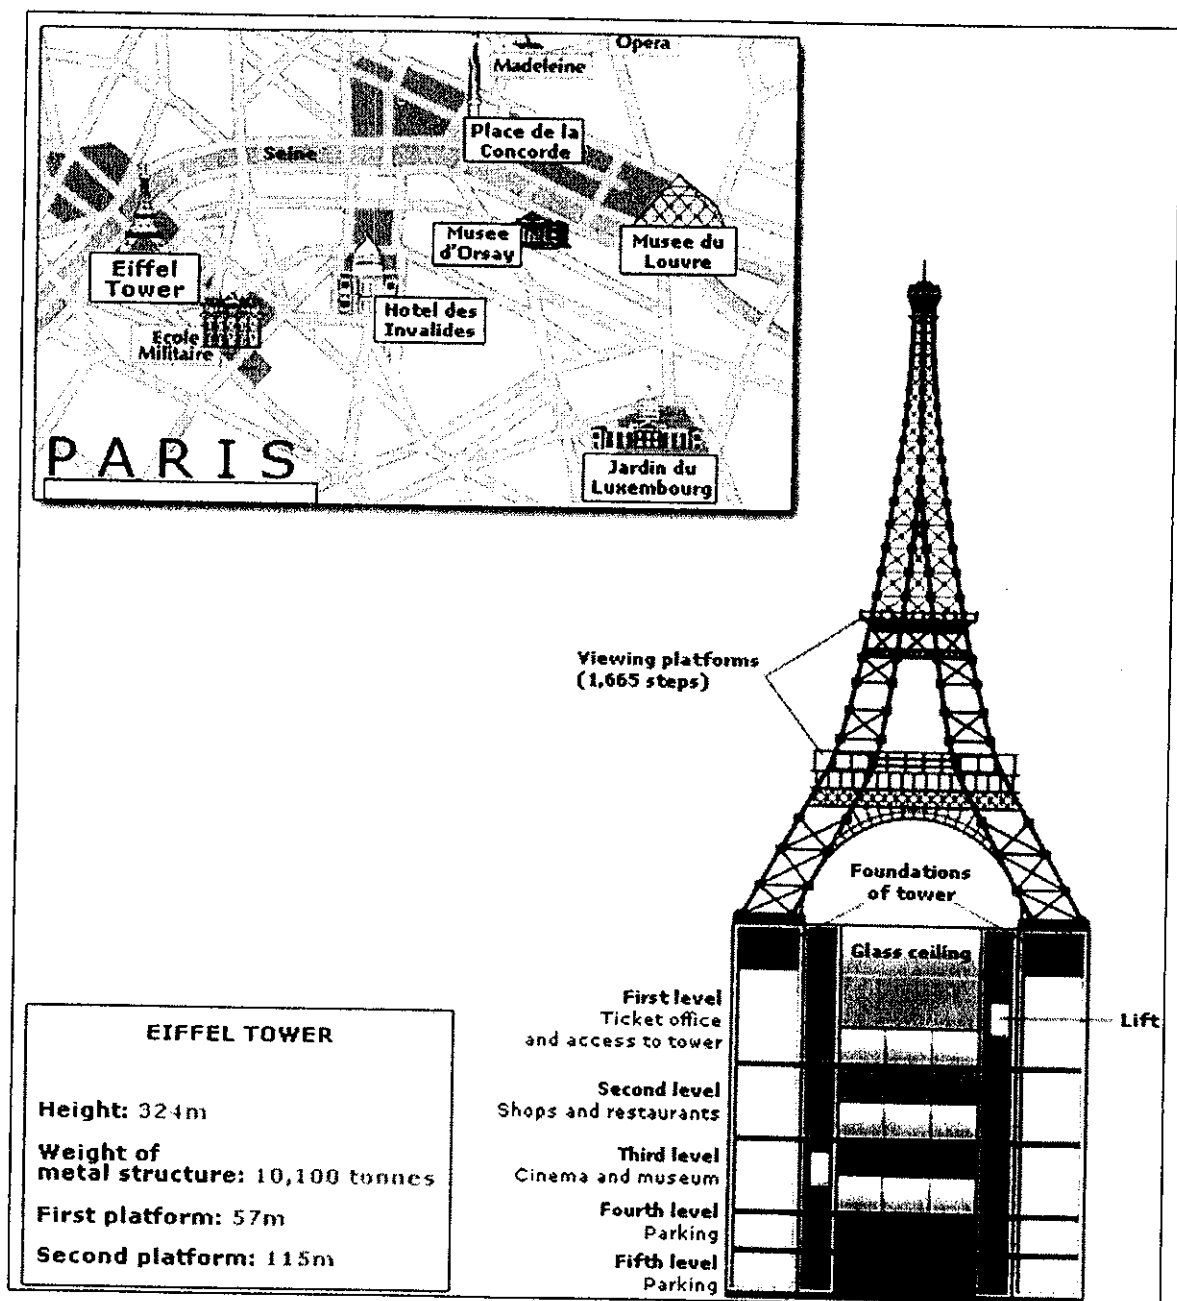 Opera
Madeleine
Place de la
Concorde
Seine
Musee
d'Orsay
Musee du
Louvre
Eiffel
Tower
Hotel des
Invalides
Ecole
Militaire
PARIS
Jardin du
Luxembourg
Viewing platforms
(1,665 steps)
Foundations
of tower
Glass ceiling
First level
Ticket office
and access to tower
Lift
Second level
Shops and restaurants
Third level
Cinema and museum
Fourth level
Parking
Fifth level
Parking
EIFFEL TOWER
Height: 324m
Weight of
metal structure: 10,100 tonnes
First platform: 57m
Second platform: 115m